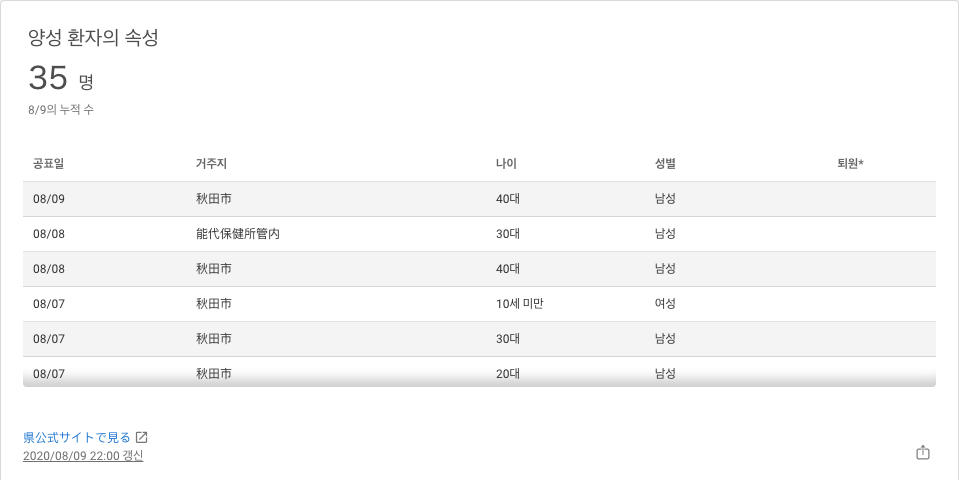 양성 환자의 속성
35 명
8/9의 누적 수
공표일 거주지 나이 성별 퇴원*
08/09 秋田市 40대 남성
08/08 能代保健所管内 30대 남성
08/08 秋田市 40대 남성
08/07 秋田市 10세 미만 여성
08/07 秋田市 30대 남성
08/07 秋田市 20대 남성
県公式サイトで見る
2020/08/09 22:00 갱신